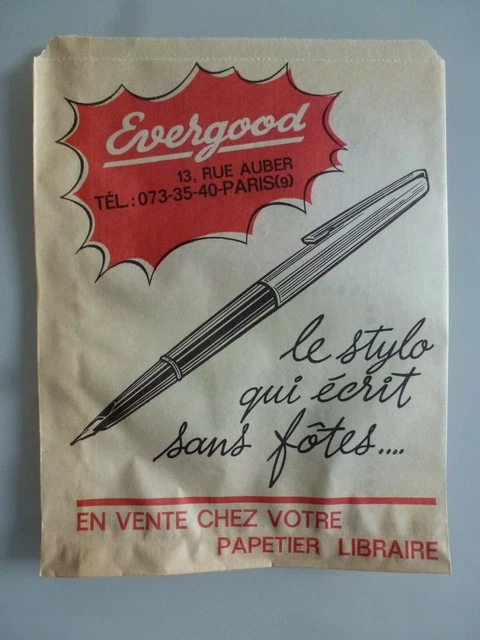 Evergood
13, RUE AUBER
TÉL.: 073-35-40-PARIS(9)
le stylo
qui écrit
sans fôtes....
EN VENTE CHEZ VOTRE
PAPETIER LIBRAIRE